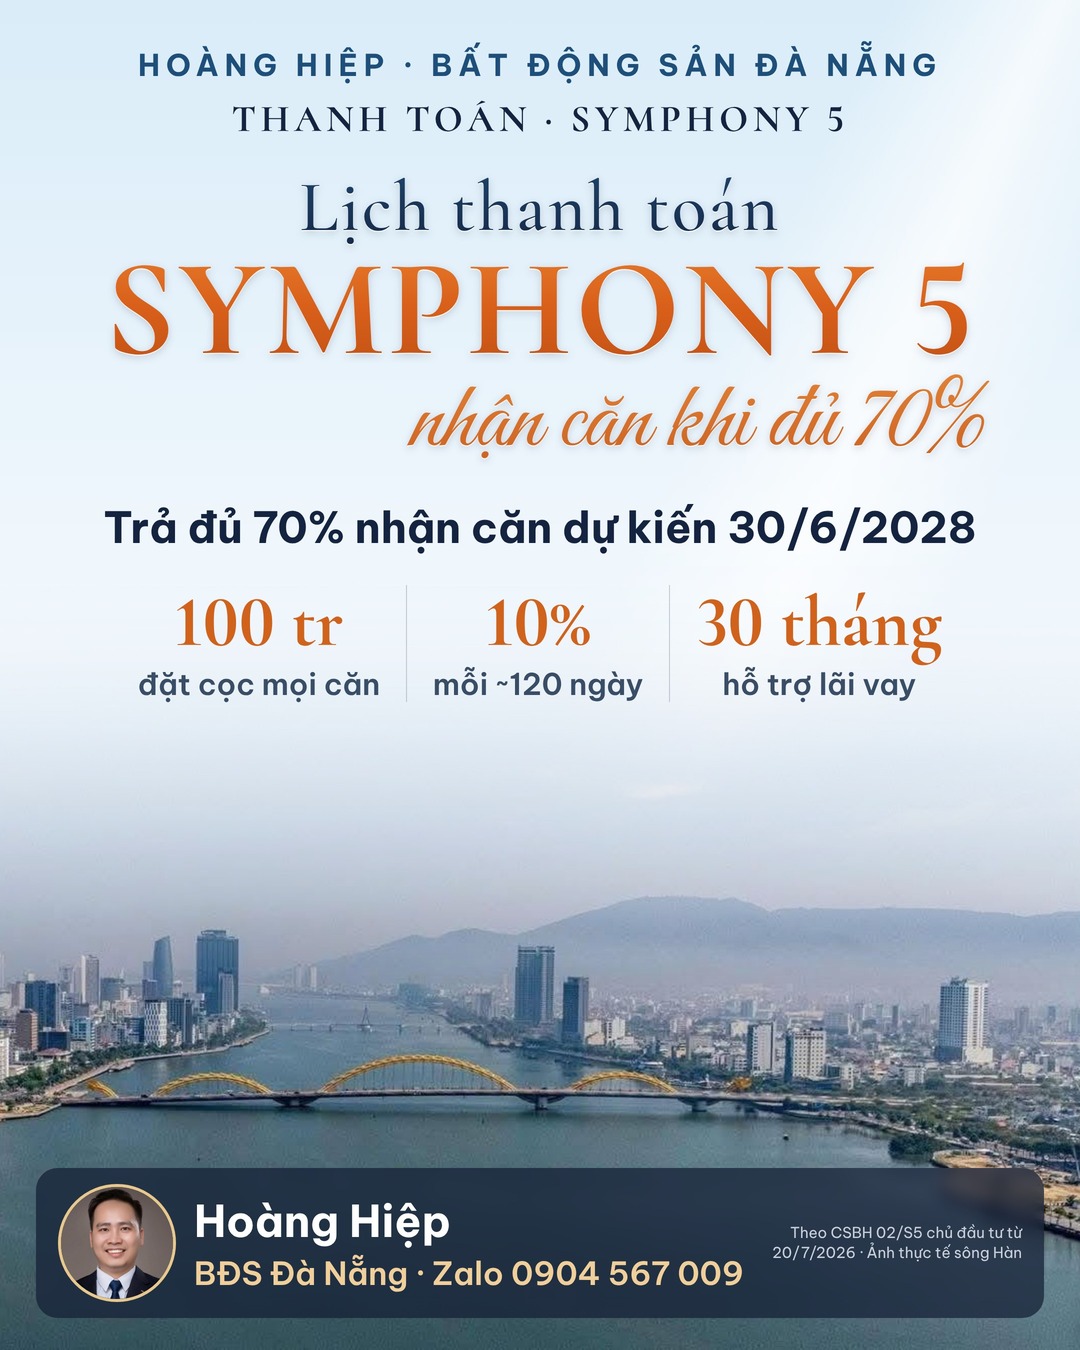 HOÀNG HIỆP · BẤT ĐỘNG SẢN ĐÀ NẴNG
THANH TOÁN · SYMPHONY 5
Lịch thanh toán
SYMPHONY 5
nhận căn khi đủ 70%
Trả đủ 70% nhận căn dự kiến 30/6/2028
100 tr
đặt cọc mọi căn
10%
mỗi ~120 ngày
30 tháng
hỗ trợ lãi vay
Hoàng Hiệp
BĐS Đà Nẵng · Zalo 0904 567 009
Theo CSBH 02/S5 chủ đầu tư từ
20/7/2026 · Ảnh thực tế sông Hàn